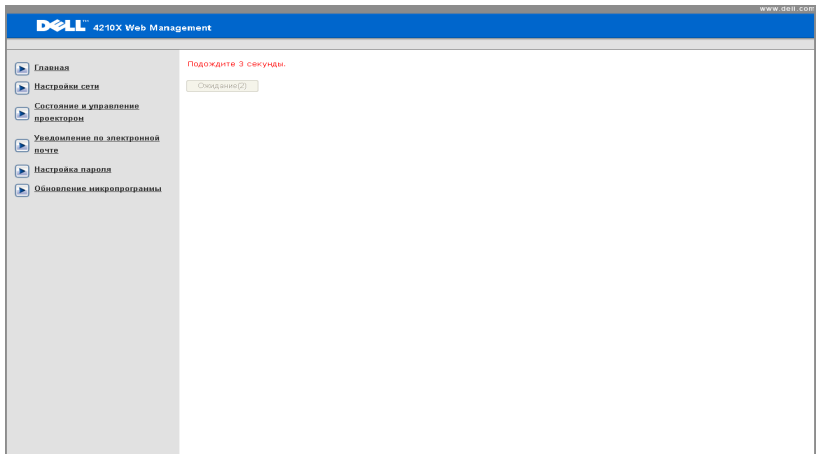 www.dell.com
DELL™ 4210X Web Management
Главная
Настройки сети
Состояние и управление
проектором
Уведомление по электронной
почте
Настройка пароля
Обновление микропрограммы
Подождите 3 секунды.
Ожидание(2)